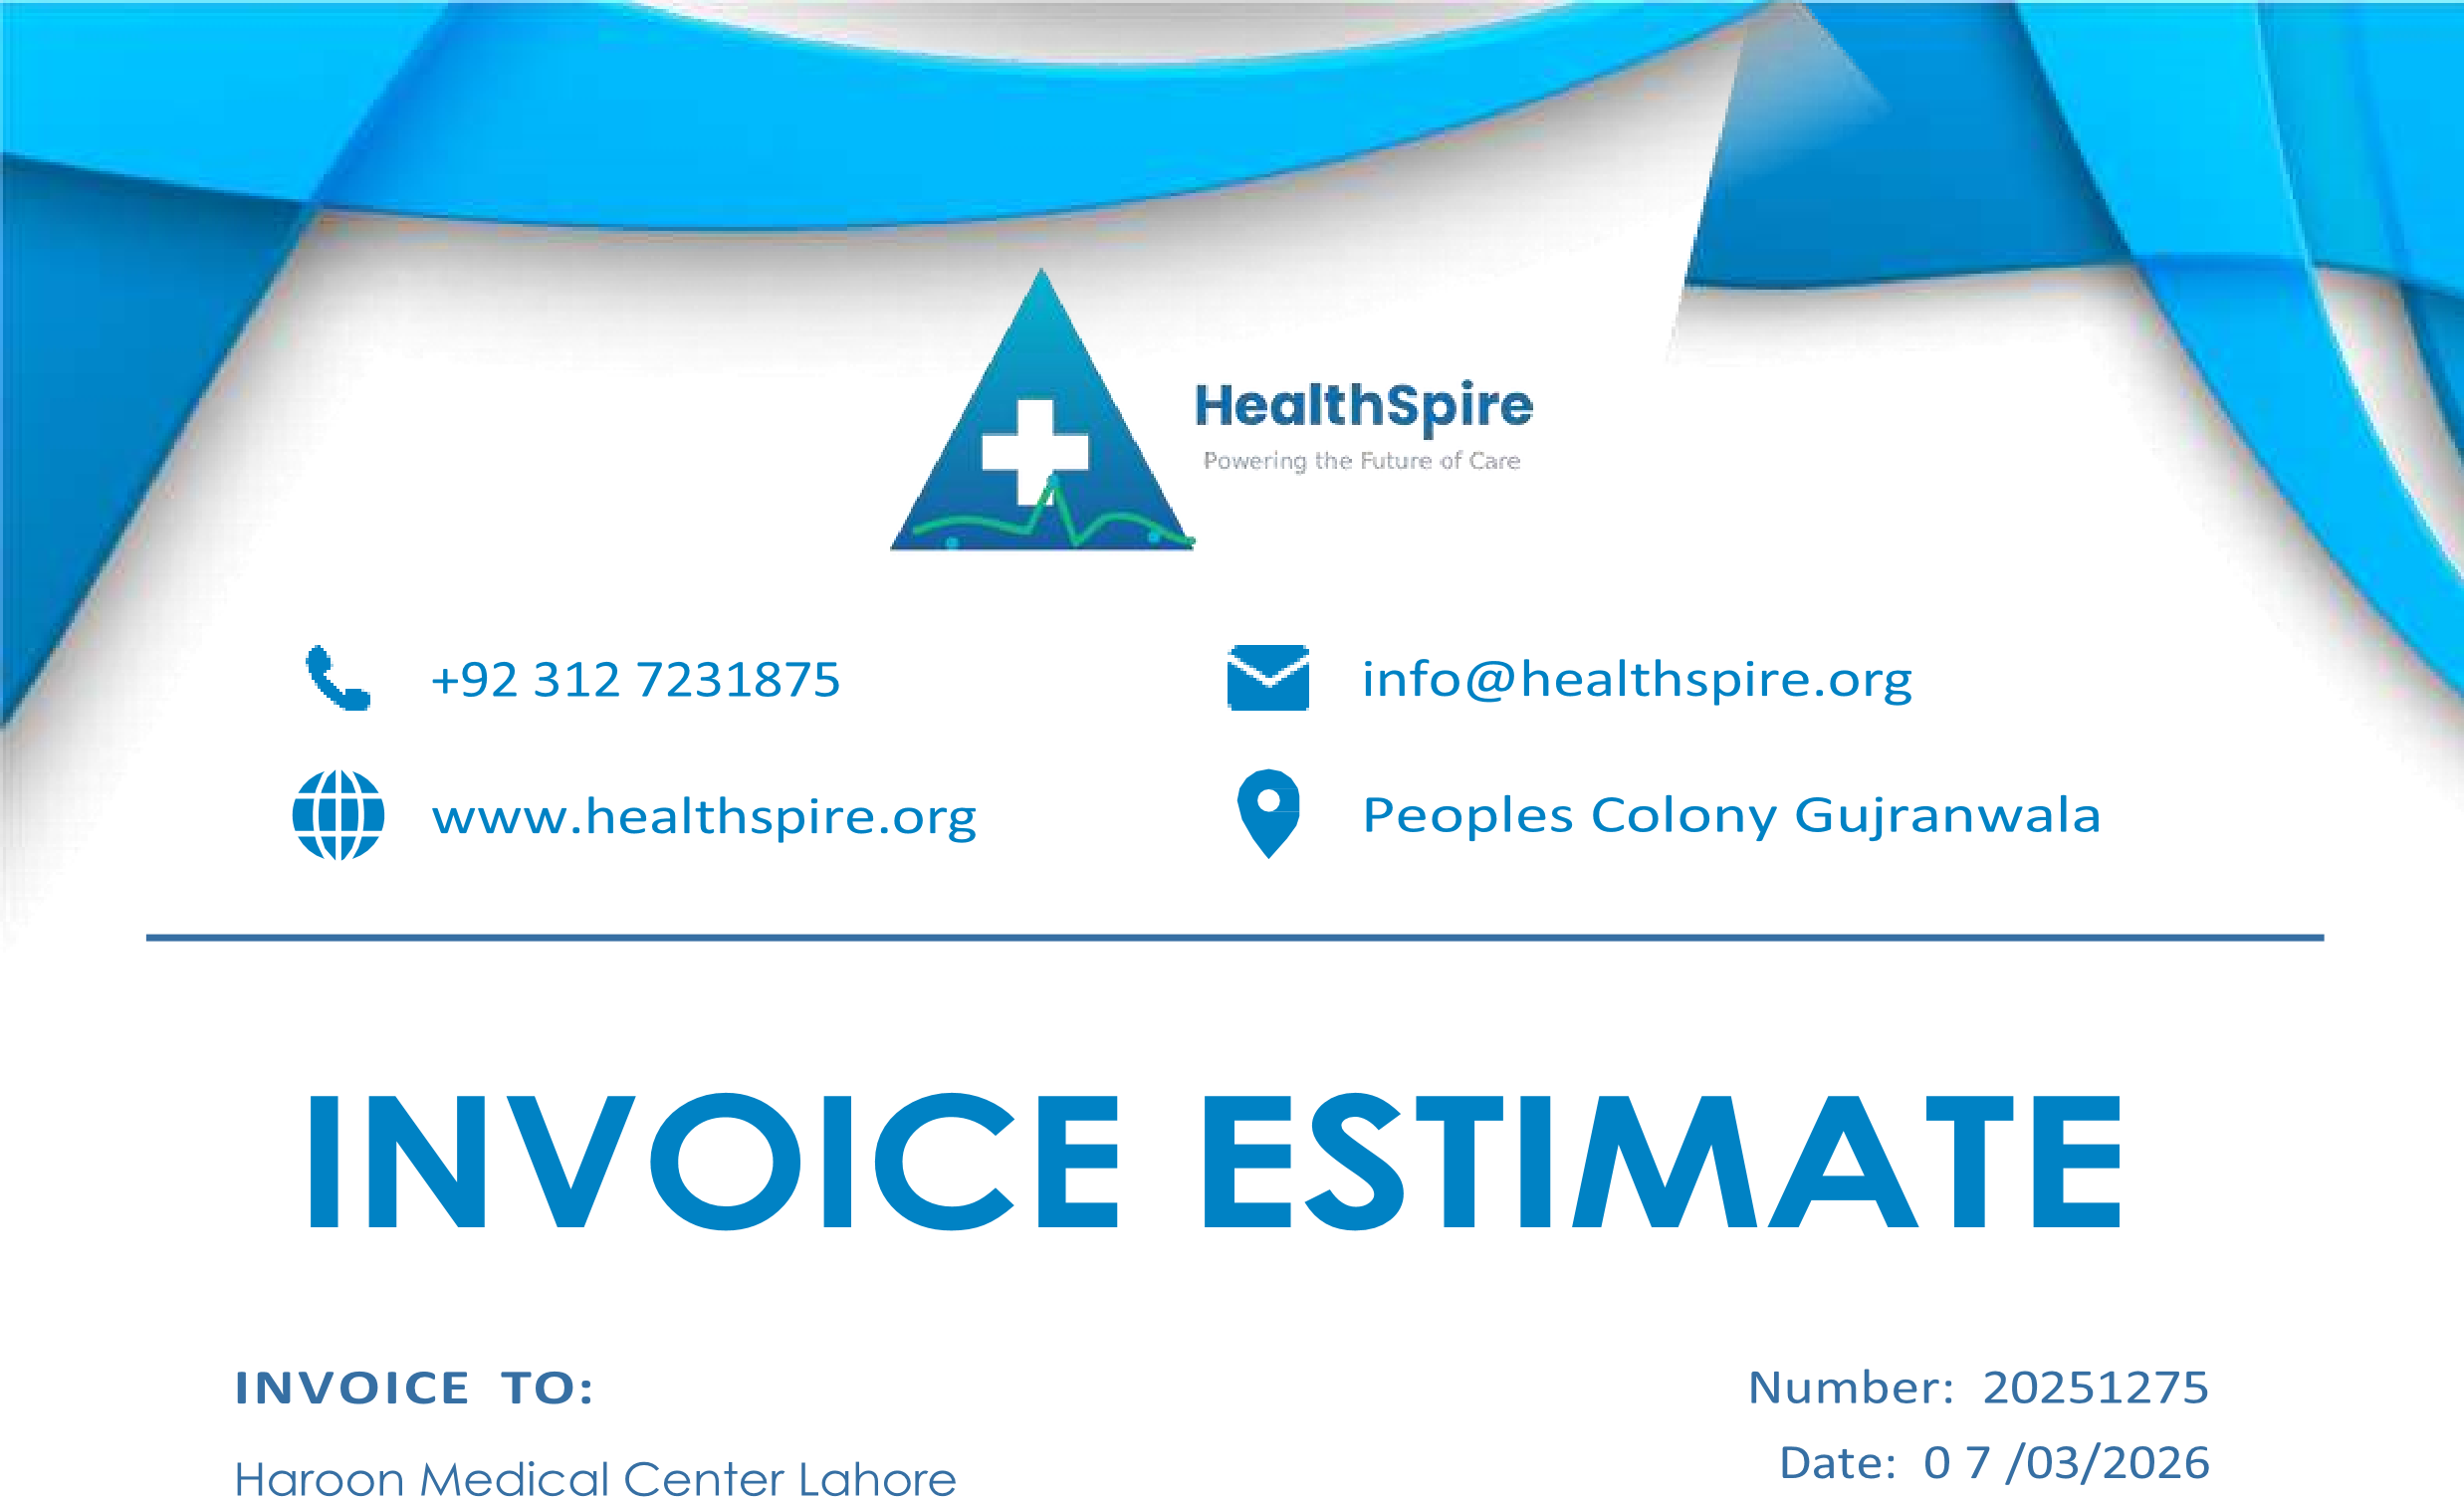 HealthSpire
Powering the Future of Care
+92 312 7231875
info@healthspire.org
www.healthspire.org
Peoples Colony Gujranwala
INVOICE ESTIMATE
INVOICE TO:
Number: 20251275
Haroon Medical Center Lahore
Date: 0 7 /03/2026